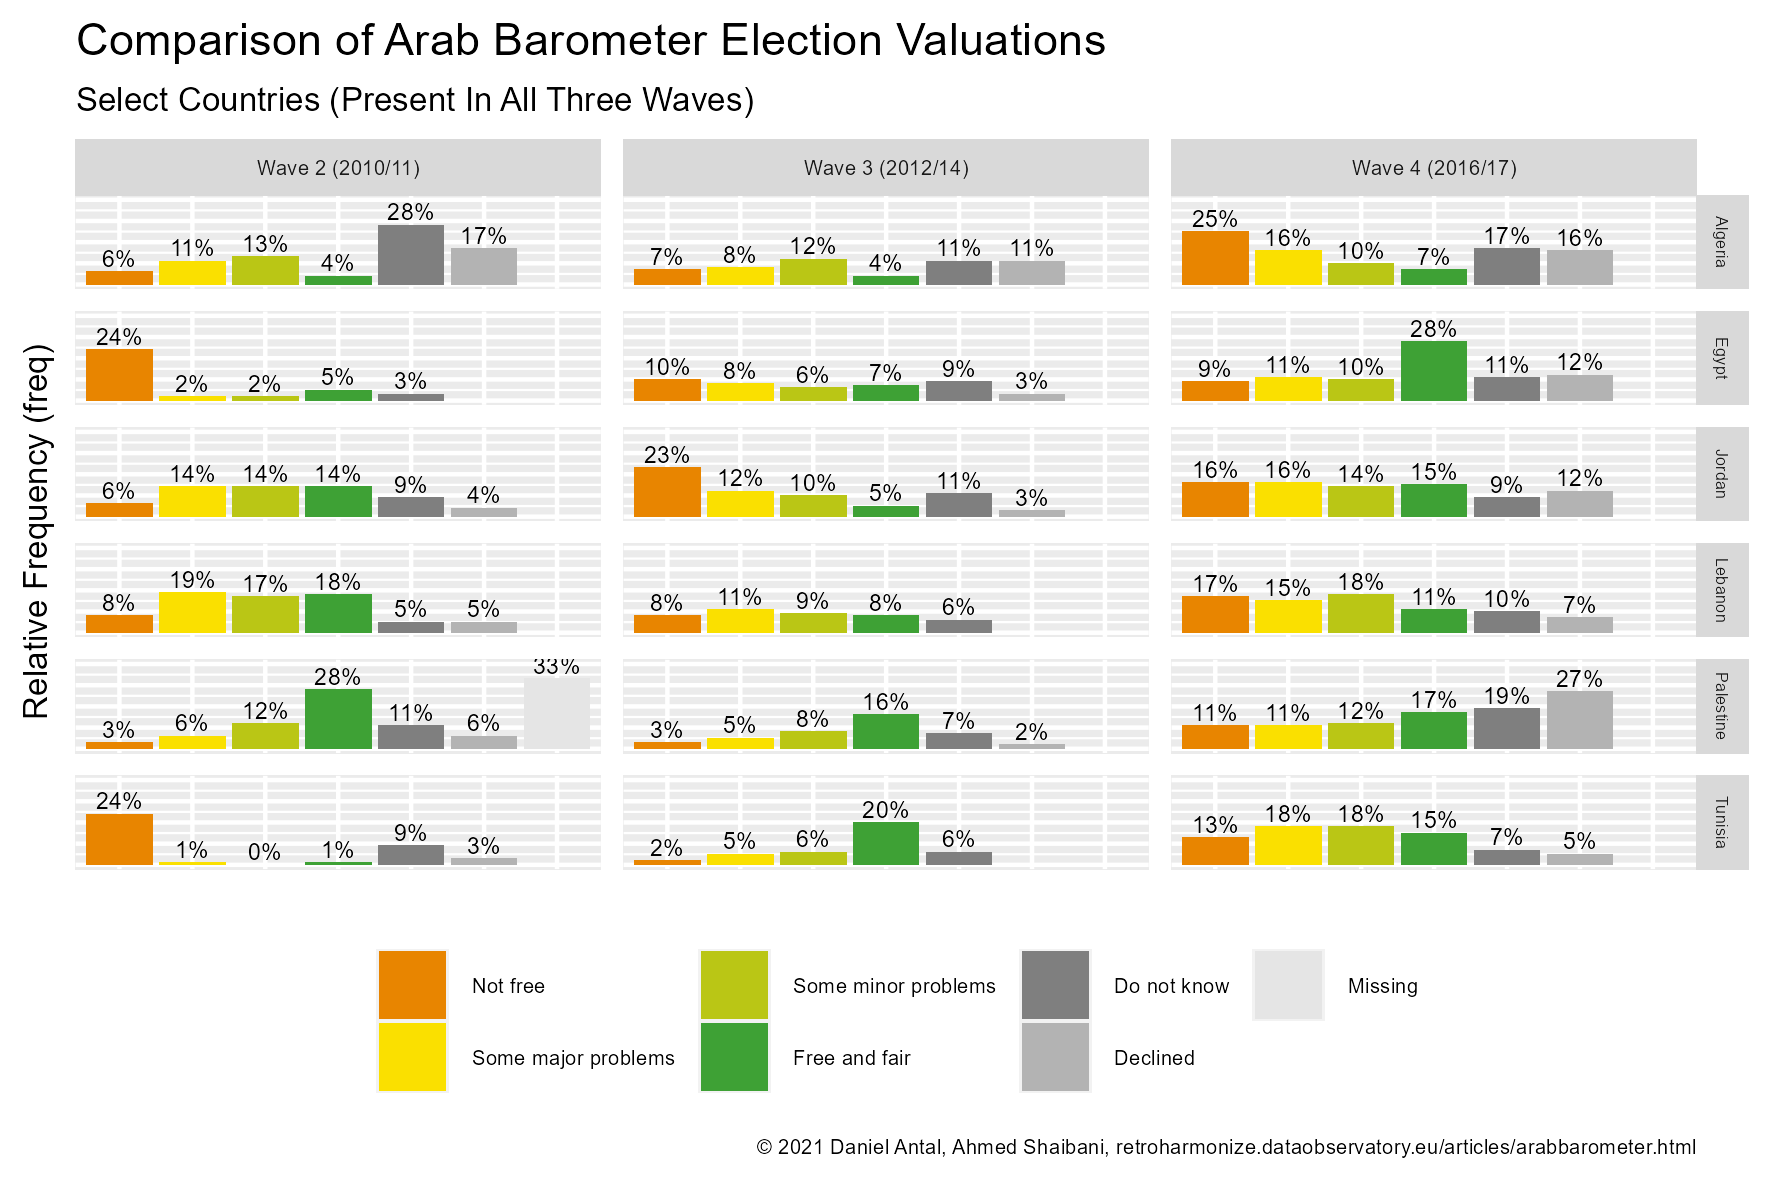 Comparison of Arab Barometer Election Valuations
Select Countries (Present In All Three Waves)
Wave 2 (2010/11) Wave 3 (2012/14) Wave 4 (2016/17)
Relative Frequency (freq)
6% 11% 13% 4% 28% 17% 7% 8% 12% 4% 11% 11% 25% 16% 10% 7% 17% 16% Algeria
24% 2% 2% 5% 3% 10% 8% 6% 7% 9% 3% 9% 11% 10% 28% 11% 12% Egypt
6% 14% 14% 14% 9% 4% 23% 12% 10% 5% 11% 3% 16% 16% 14% 15% 9% 12% Jordan
8% 19% 17% 18% 5% 5% 8% 11% 9% 8% 6% 17% 15% 18% 11% 10% 7% Lebanon
3% 6% 12% 28% 11% 6% 33% 3% 5% 8% 16% 7% 2% 11% 11% 12% 17% 19% 27% Palestine
24% 1% 0% 1% 9% 3% 2% 5% 6% 20% 6% 13% 18% 18% 15% 7% 5% Tunisia
Not free Some minor problems Do not know Missing
Some major problems Free and fair Declined
© 2021 Daniel Antal, Ahmed Shaibani, retroharmonize.dataobservatory.eu/articles/arabbarometer.html